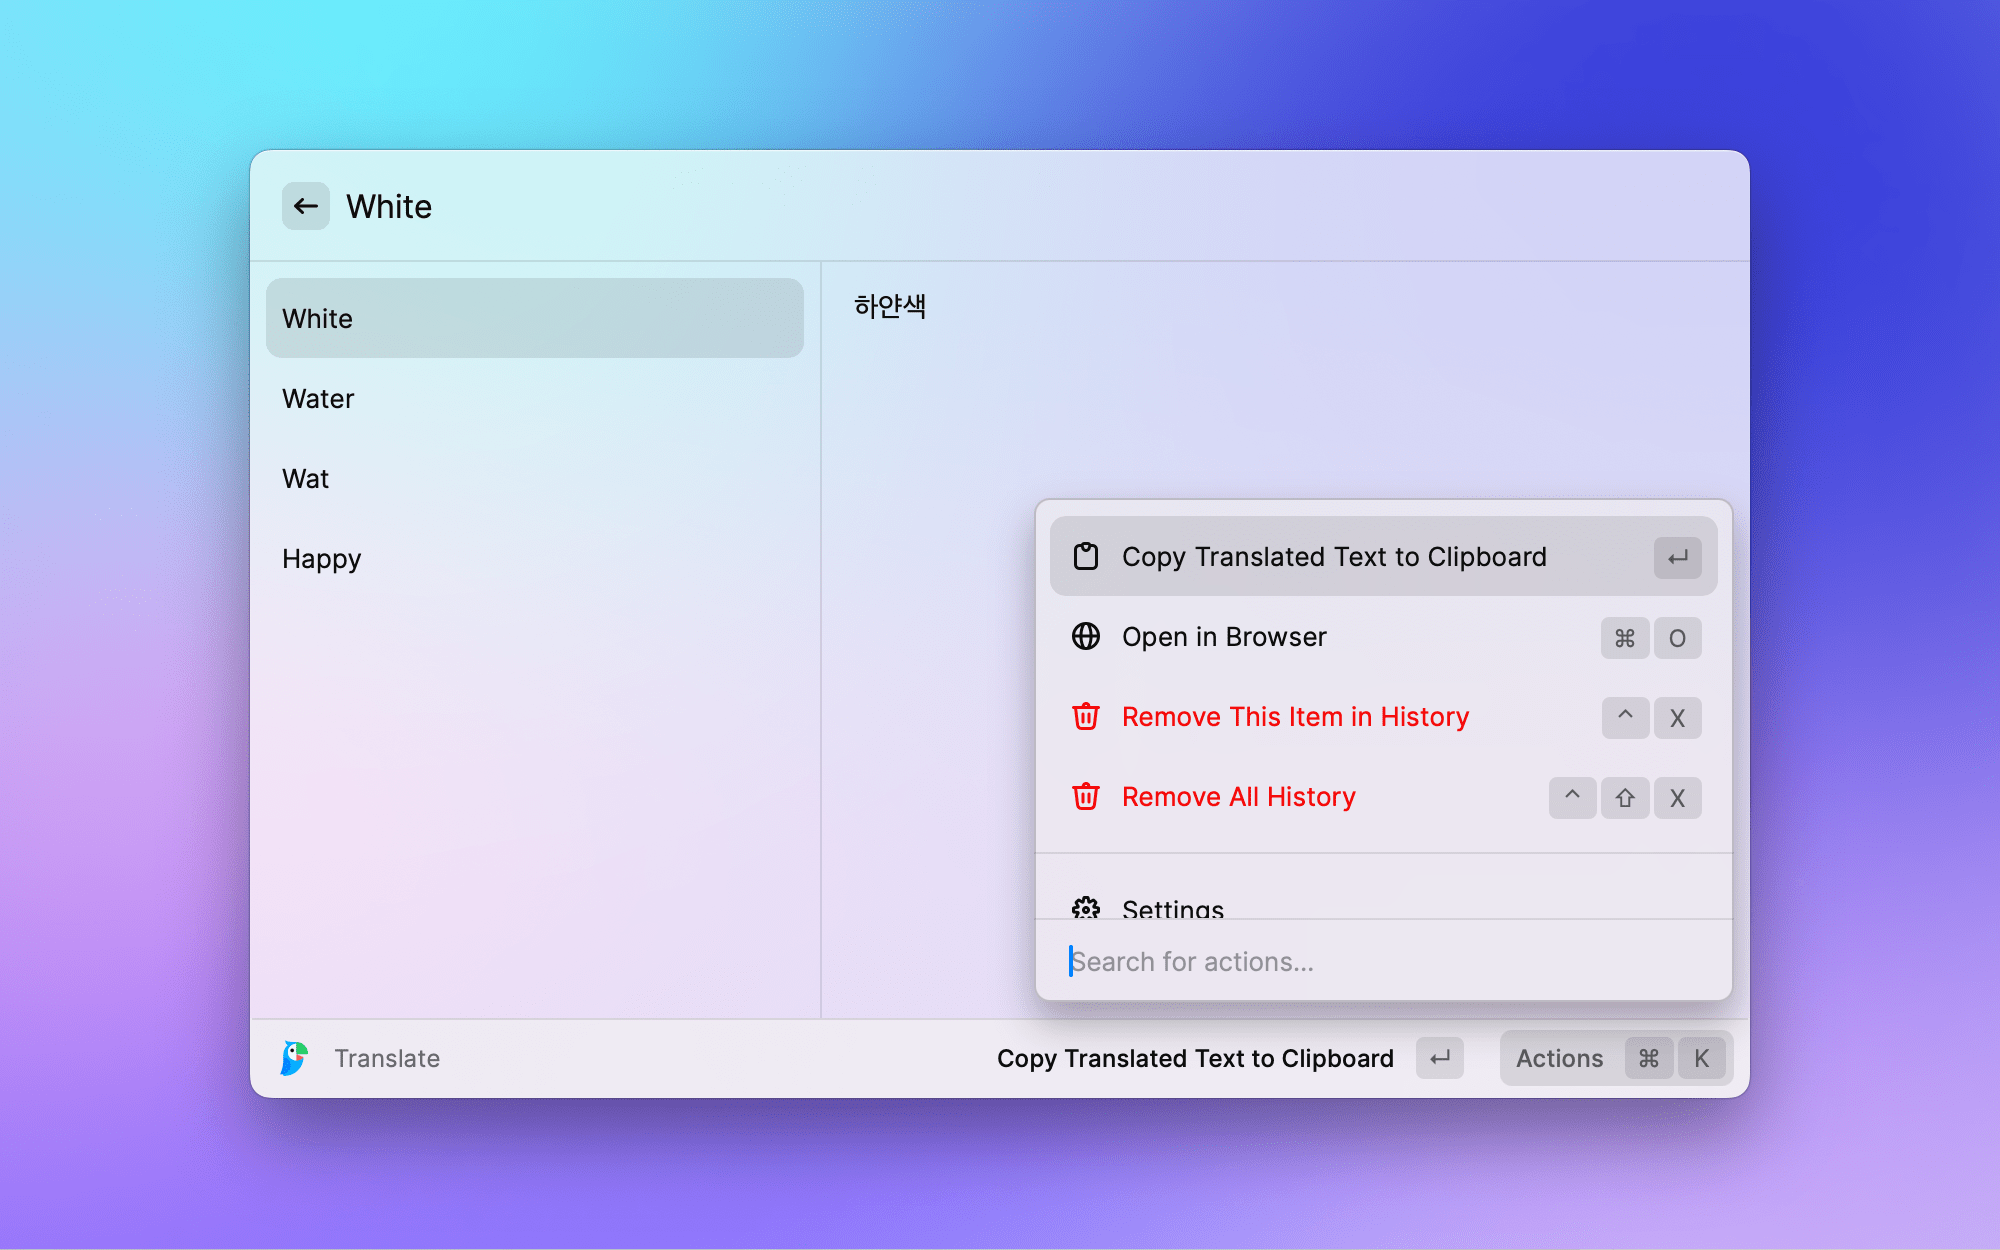 White
White
Water
Wat
Happy
하얀색
Copy Translated Text to Clipboard ↵
Open in Browser ⌘ O
Remove This Item in History ^ X
Remove All History ^ ⇧ X
Settings
Search for actions...
Translate
Copy Translated Text to Clipboard ↵
Actions ⌘ K